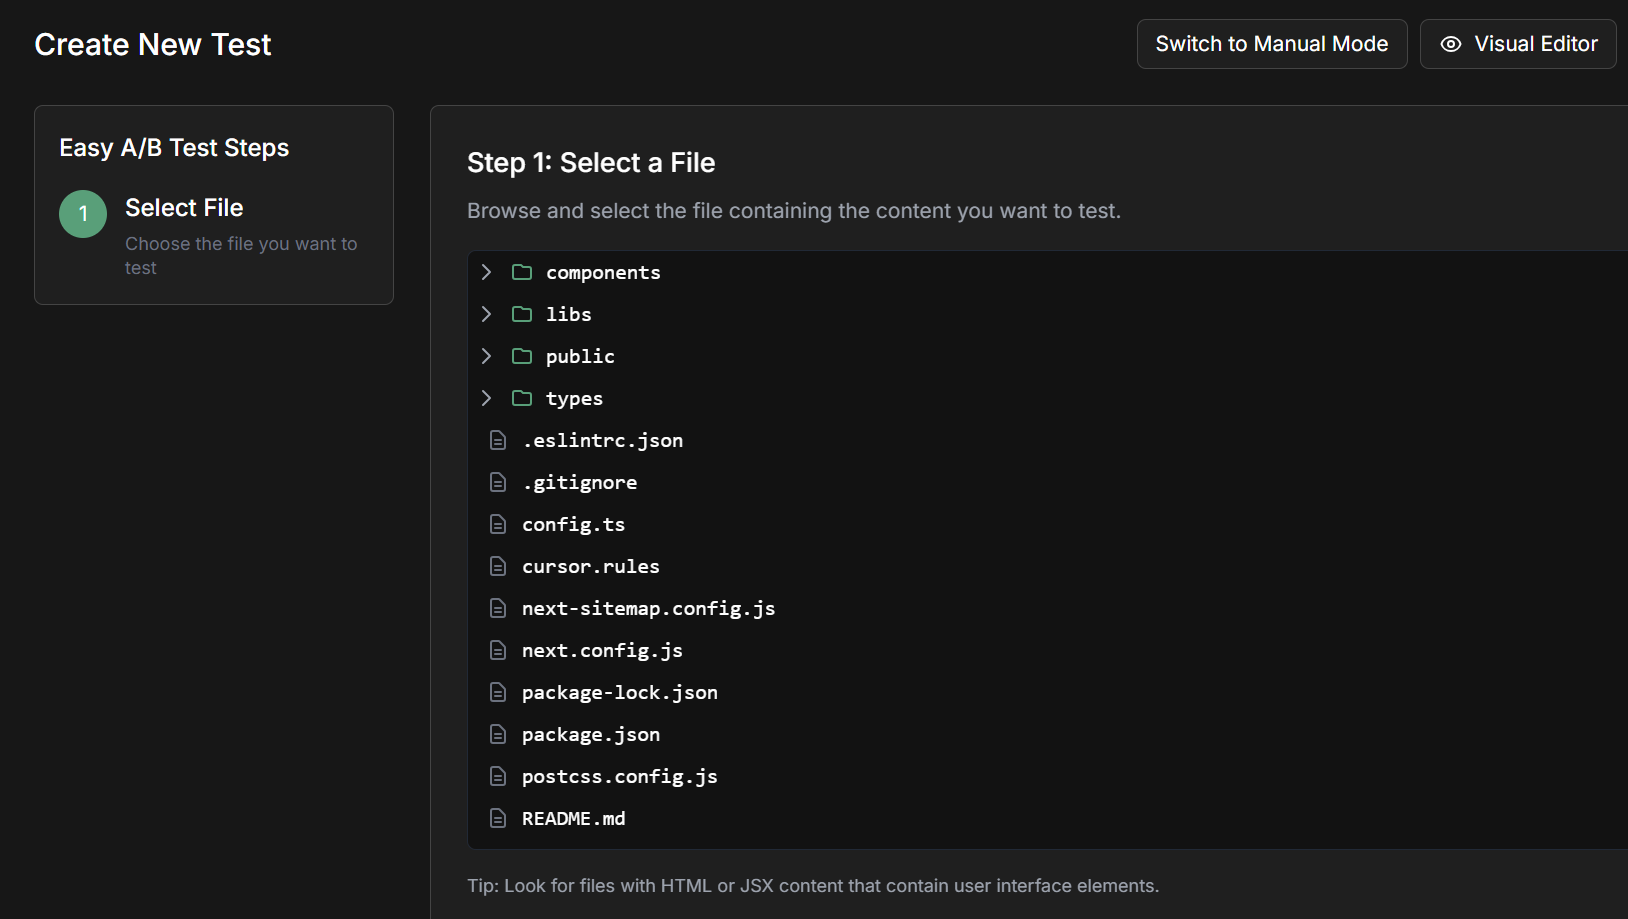 Create New Test
Switch to Manual Mode
Visual Editor
Easy A/B Test Steps
1
Select File
Choose the file you want to
test
Step 1: Select a File
Browse and select the file containing the content you want to test.
components
libs
public
types
.eslintrc.json
.gitignore
config.ts
cursor.rules
next-sitemap.config.js
next.config.js
package-lock.json
package.json
postcss.config.js
README.md
Tip: Look for files with HTML or JSX content that contain user interface elements.